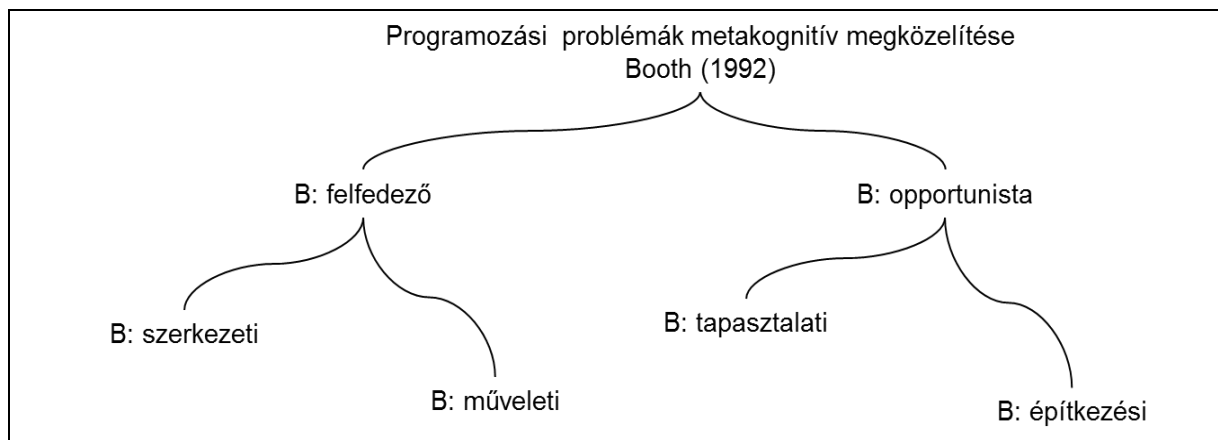 Programozási problémák metakognitív megközelítése
Booth (1992)
B: felfedező
B: opportunista
B: szerkezeti
B: műveleti
B: tapasztalati
B: építkezési